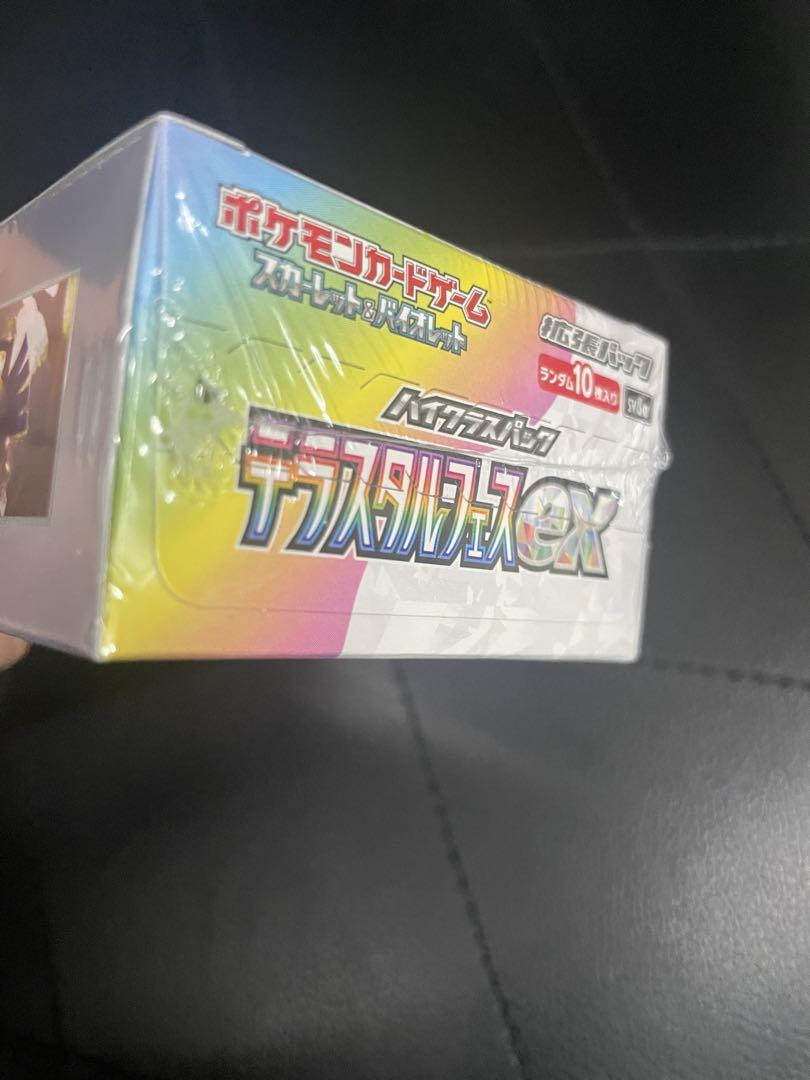 ポケモンカードゲーム
スカーレット&バイオレット
拡張パック
ランダム10枚入り
sv8a
ハイクラスパック
テラスタルフェスex